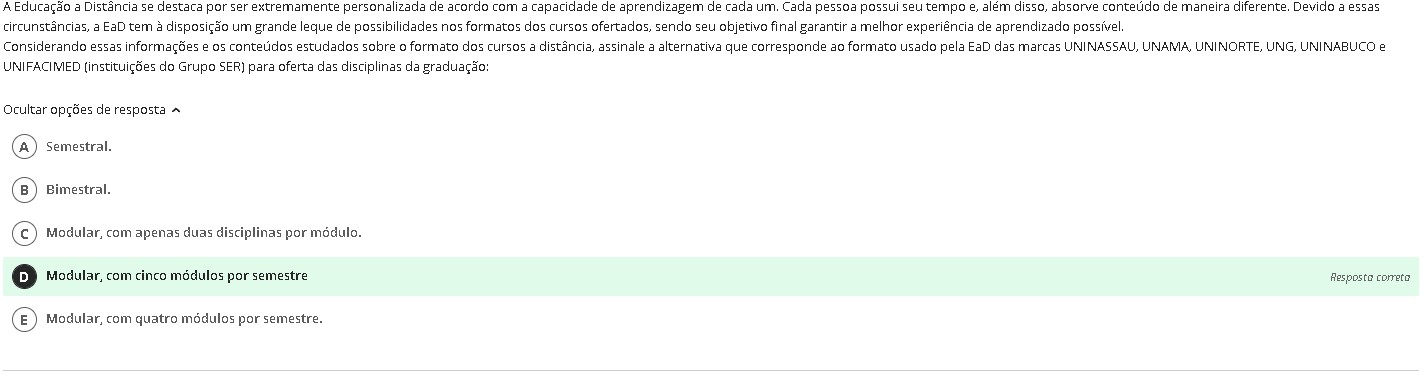 A Educação a Distância se destaca por ser extremamente personalizada de acordo com a capacidade de aprendizagem de cada um. Cada pessoa possui seu tempo e, além disso, absorve conteúdo de maneira diferente. Devido a essas
circunstâncias, a EaD tem à disposição um grande leque de possibilidades nos formatos dos cursos ofertados, sendo seu objetivo final garantir a melhor experiência de aprendizado possível.
Considerando essas informações e os conteúdos estudados sobre o formato dos cursos a distância, assinale a alternativa que corresponde ao formato usado pela EaD das marcas UNINASSAU, UNAMA, UNINORTE, UNG, UNINABUCO e
UNIFACIMED (instituições do Grupo SER) para oferta das disciplinas da graduação:
Ocultar opções de resposta
A Semestral.
B Bimestral.
C Modular, com apenas duas disciplinas por módulo.
D Modular, com cinco módulos por semestre Resposta correta
E Modular, com quatro módulos por semestre.